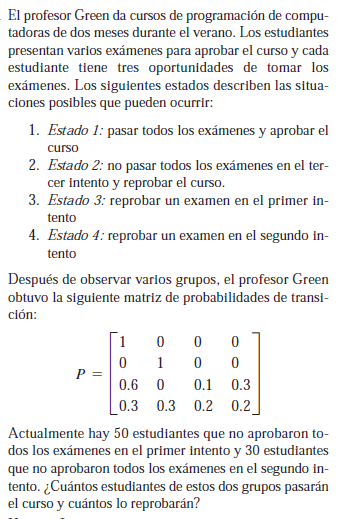 El profesor Green da cursos de programación de compu-
tadoras de dos meses durante el verano. Los estudiantes
presentan varios exámenes para aprobar el curso y cada
estudiante tiene tres oportunidades de tomar los
exámenes. Los siguientes estados describen las situa-
ciones posibles que pueden ocurrir:
1. Estado 1: pasar todos los exámenes y aprobar el
curso
2. Estado 2: no pasar todos los exámenes en el ter-
cer intento y reprobar el curso.
3. Estado 3: reprobar un examen en el primer in-
tento
4. Estado 4: reprobar un examen en el segundo in-
tento
Después de observar varios grupos, el profesor Green
obtuvo la siguiente matriz de probabilidades de transi-
ción:
1 0 0 0
0 1 0 0
P =
0.6 0 0.1 0.3
0.3 0.3 0.2 0.2
Actualmente hay 50 estudiantes que no aprobaron to-
dos los exámenes en el primer intento y 30 estudiantes
que no aprobaron todos los exámenes en el segundo in-
tento. ¿Cuántos estudiantes de estos dos grupos pasarán
el curso y cuántos lo reprobarán?